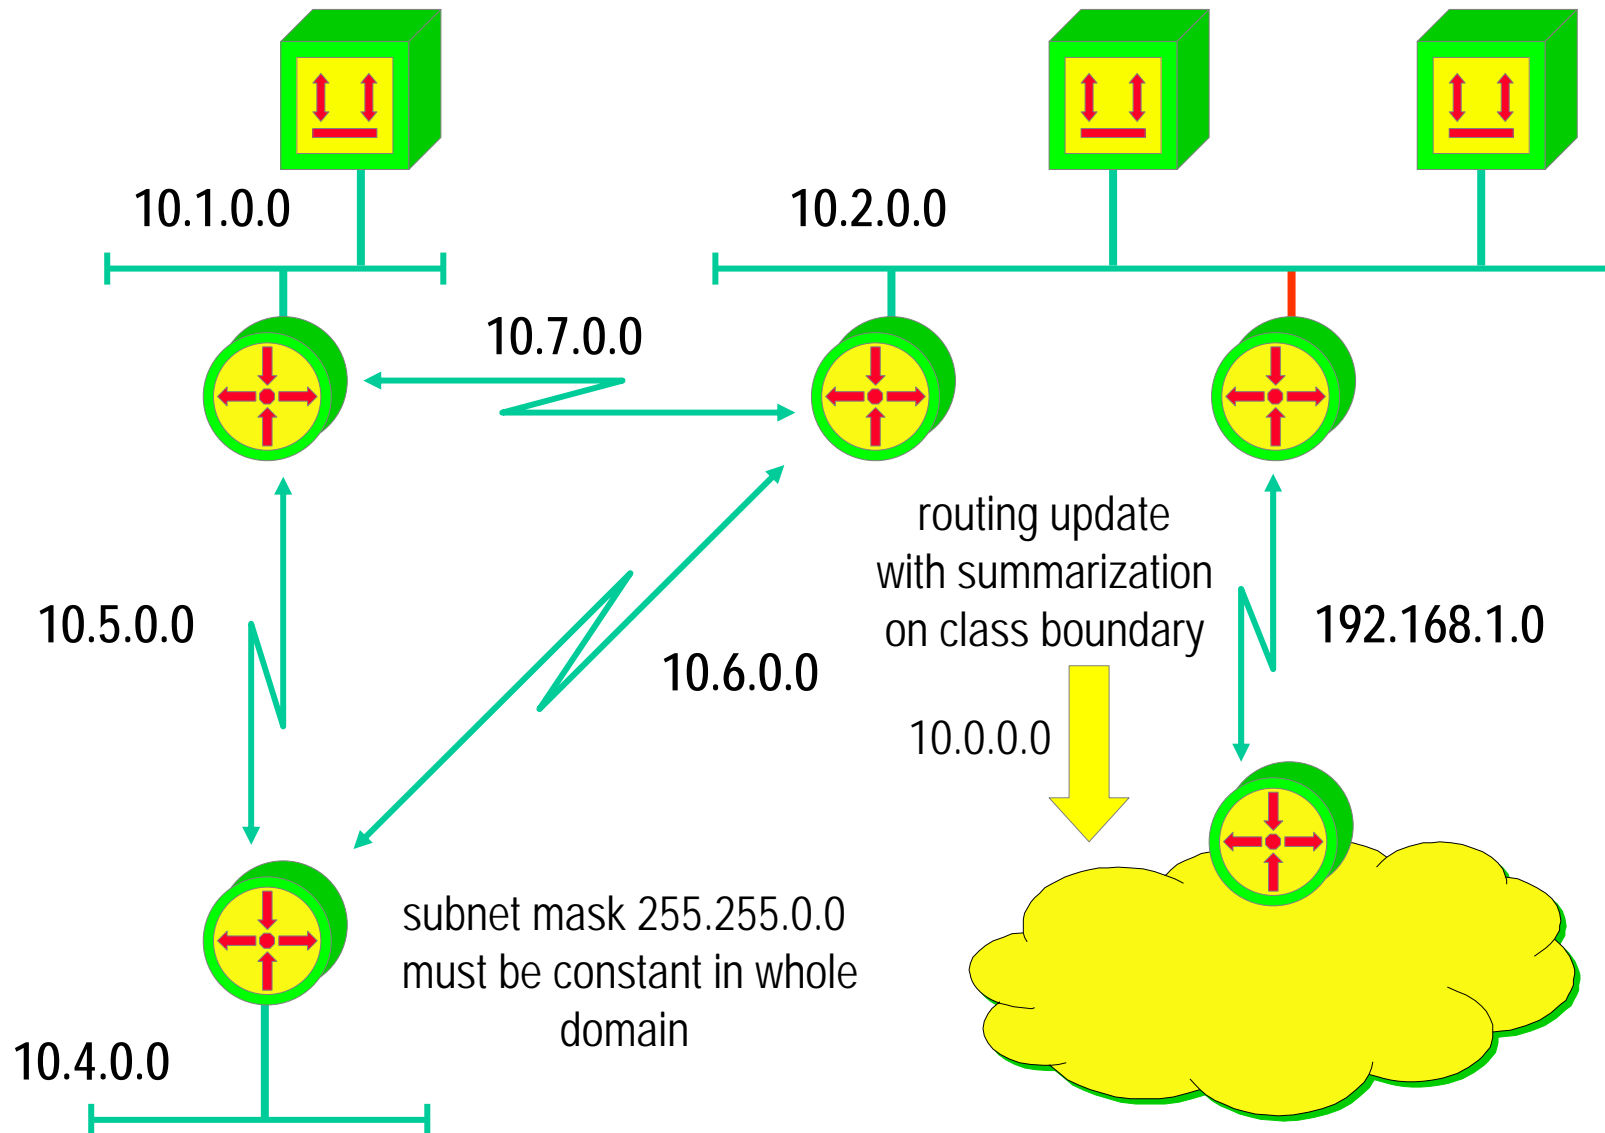 10.1.0.0
10.2.0.0
10.7.0.0
routing update
with summarization
on class boundary
10.5.0.0
192.168.1.0
10.6.0.0
10.0.0.0
subnet mask 255.255.0.0
must be constant in whole
domain
10.4.0.0